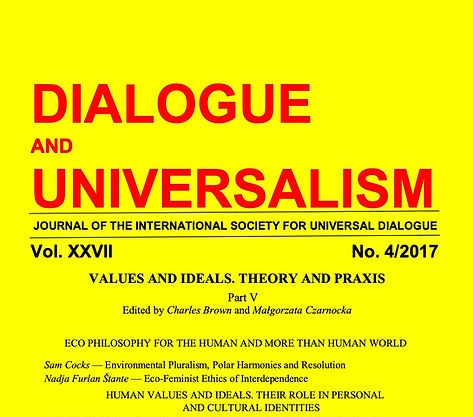 DIALOGUE
AND
UNIVERSALISM
JOURNAL OF THE INTERNATIONAL SOCIETY FOR UNIVERSAL DIALOGUE
Vol. XXVII No. 4/2017
VALUES AND IDEALS. THEORY AND PRAXIS
Part V
Edited by Charles Brown and Małgorzata Czarnocka
ECO PHILOSOPHY FOR THE HUMAN AND MORE THAN HUMAN WORLD
Sam Cocks — Environmental Pluralism, Polar Harmonies and Resolution
Nadja Furlan Štante — Eco-Feminist Ethics of Interdependence
HUMAN VALUES AND IDEALS. THEIR ROLE IN PERSONAL
AND CULTURAL IDENTITIES